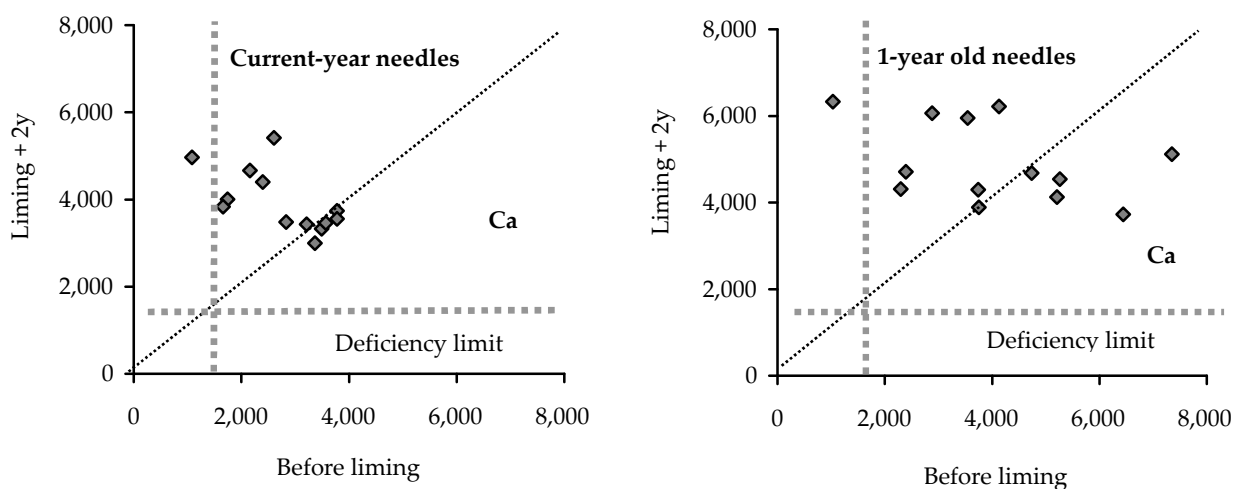 8,000
6,000
4,000
2,000
0
Liming + 2y
Current-year needles
Ca
Deficiency limit
0 2,000 4,000 6,000 8,000
Before liming
8,000
6,000
4,000
2,000
0
Liming + 2y
1-year old needles
Ca
Deficiency limit
0 2,000 4,000 6,000 8,000
Before liming